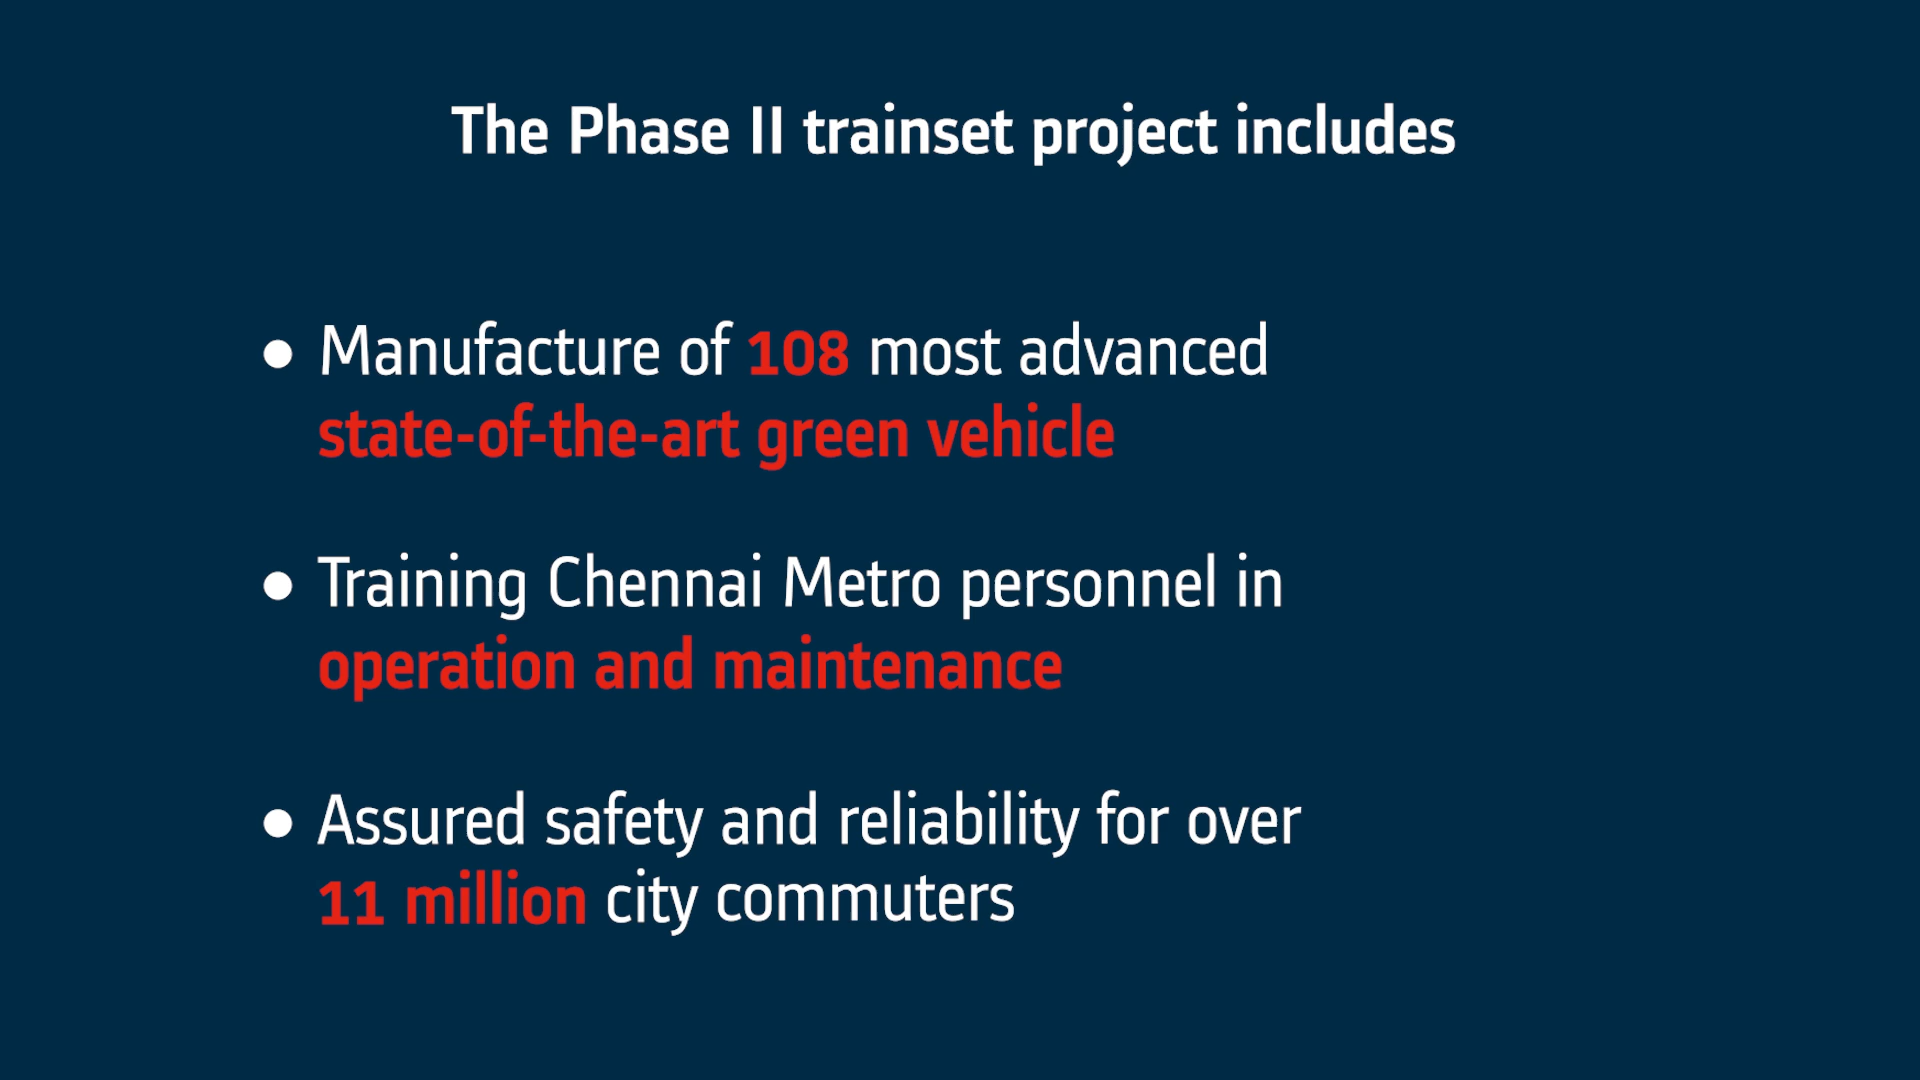 The Phase II trainset project includes
• Manufacture of 108 most advanced
state-of-the-art green vehicle
• Training Chennai Metro personnel in
operation and maintenance
• Assured safety and reliability for over
11 million city commuters